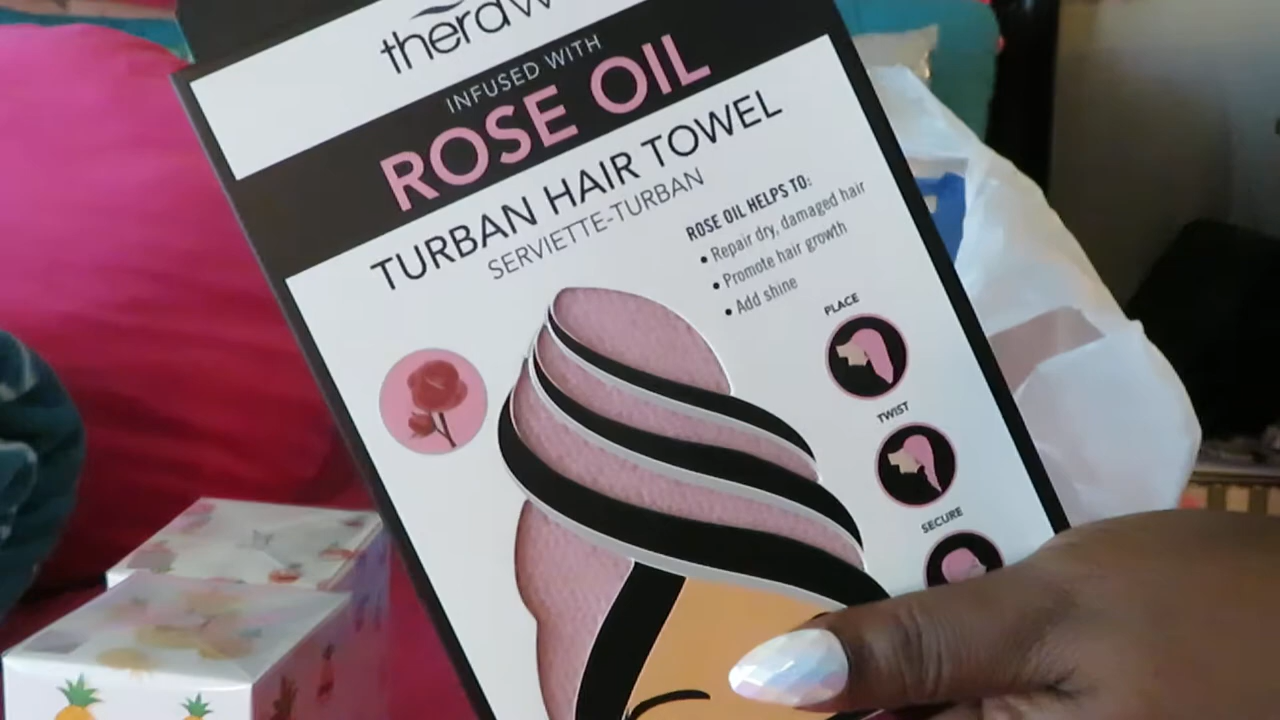 INFUSED WITH
ROSE OIL
TURBAN HAIR TOWEL
SERVIETTE-TURBAN
ROSE OIL HELPS TO:
• Repair dry, damaged hair
• Promote hair growth
• Add shine
PLACE
TWIST
SECURE